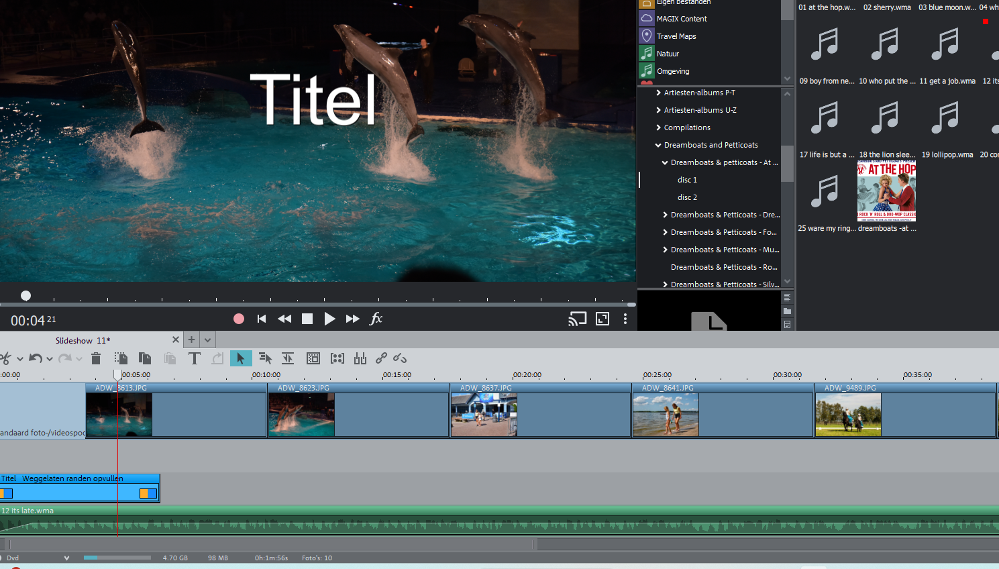 Eigen bestanden
MAGIX Content
Travel Maps
Natuur
Omgeving
Artiesten-albums P-T
Artiesten-albums U-Z
Compilations
Dreamboats and Petticoats
Dreamboats & petticoats - At ...
disc 1
disc 2
Dreamboats & Petticoats - Dre...
Dreamboats & Petticoats - Fo...
Dreamboats & Petticoats - Mu...
Dreamboats & Petticoats - Ro...
Dreamboats & Petticoats - Silv...
01 at the hop.w... 02 sherry.wma 03 blue moon.w... 04 wh
09 boy from ne... 10 who put the ... 11 get a job.wma 12 its
17 life is but a ... 18 the lion slee... 19 lollipop.wma 20 con
AT THE HOP
ROCK 'N' ROLL & DOO-WOP CLASSIC
25 ware my ring... dreamboats -at ...
Titel
00:04 21
fx
Slideshow 11*
:00:00 00:05:00 00:10:00 00:15:00 00:20:00 00:25:00 00:30:00 00:35:00
ADW_8613.JPG ADW_8623.JPG ADW_8637.JPG ADW_8641.JPG ADW_9489.JPG
andaard foto-/videospoo
Titel Weggelaten randen opvullen
12 its late.wma
Dvd 4.70 GB 98 MB 0h:1m:56s Foto's: 10